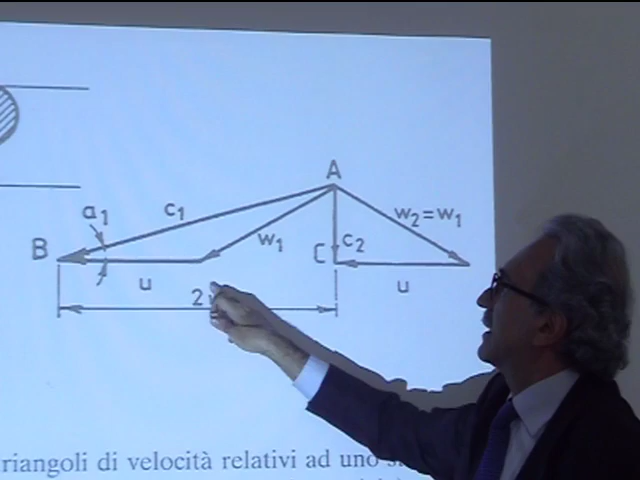 A
a1
c1
w2=w1
B
w1
C
c2
u
u
2
riangoli di velocità relativi ad uno